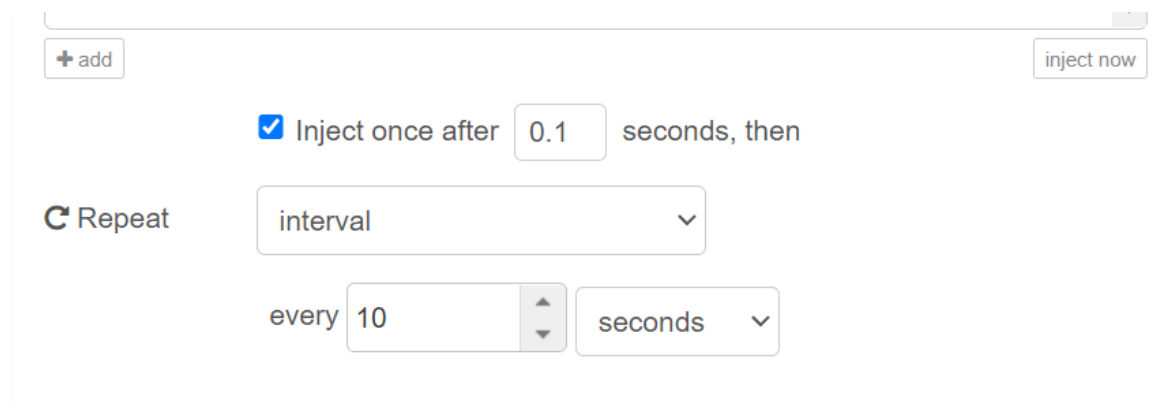 add inject now
Inject once after 0.1 seconds, then
Repeat interval
every 10 seconds